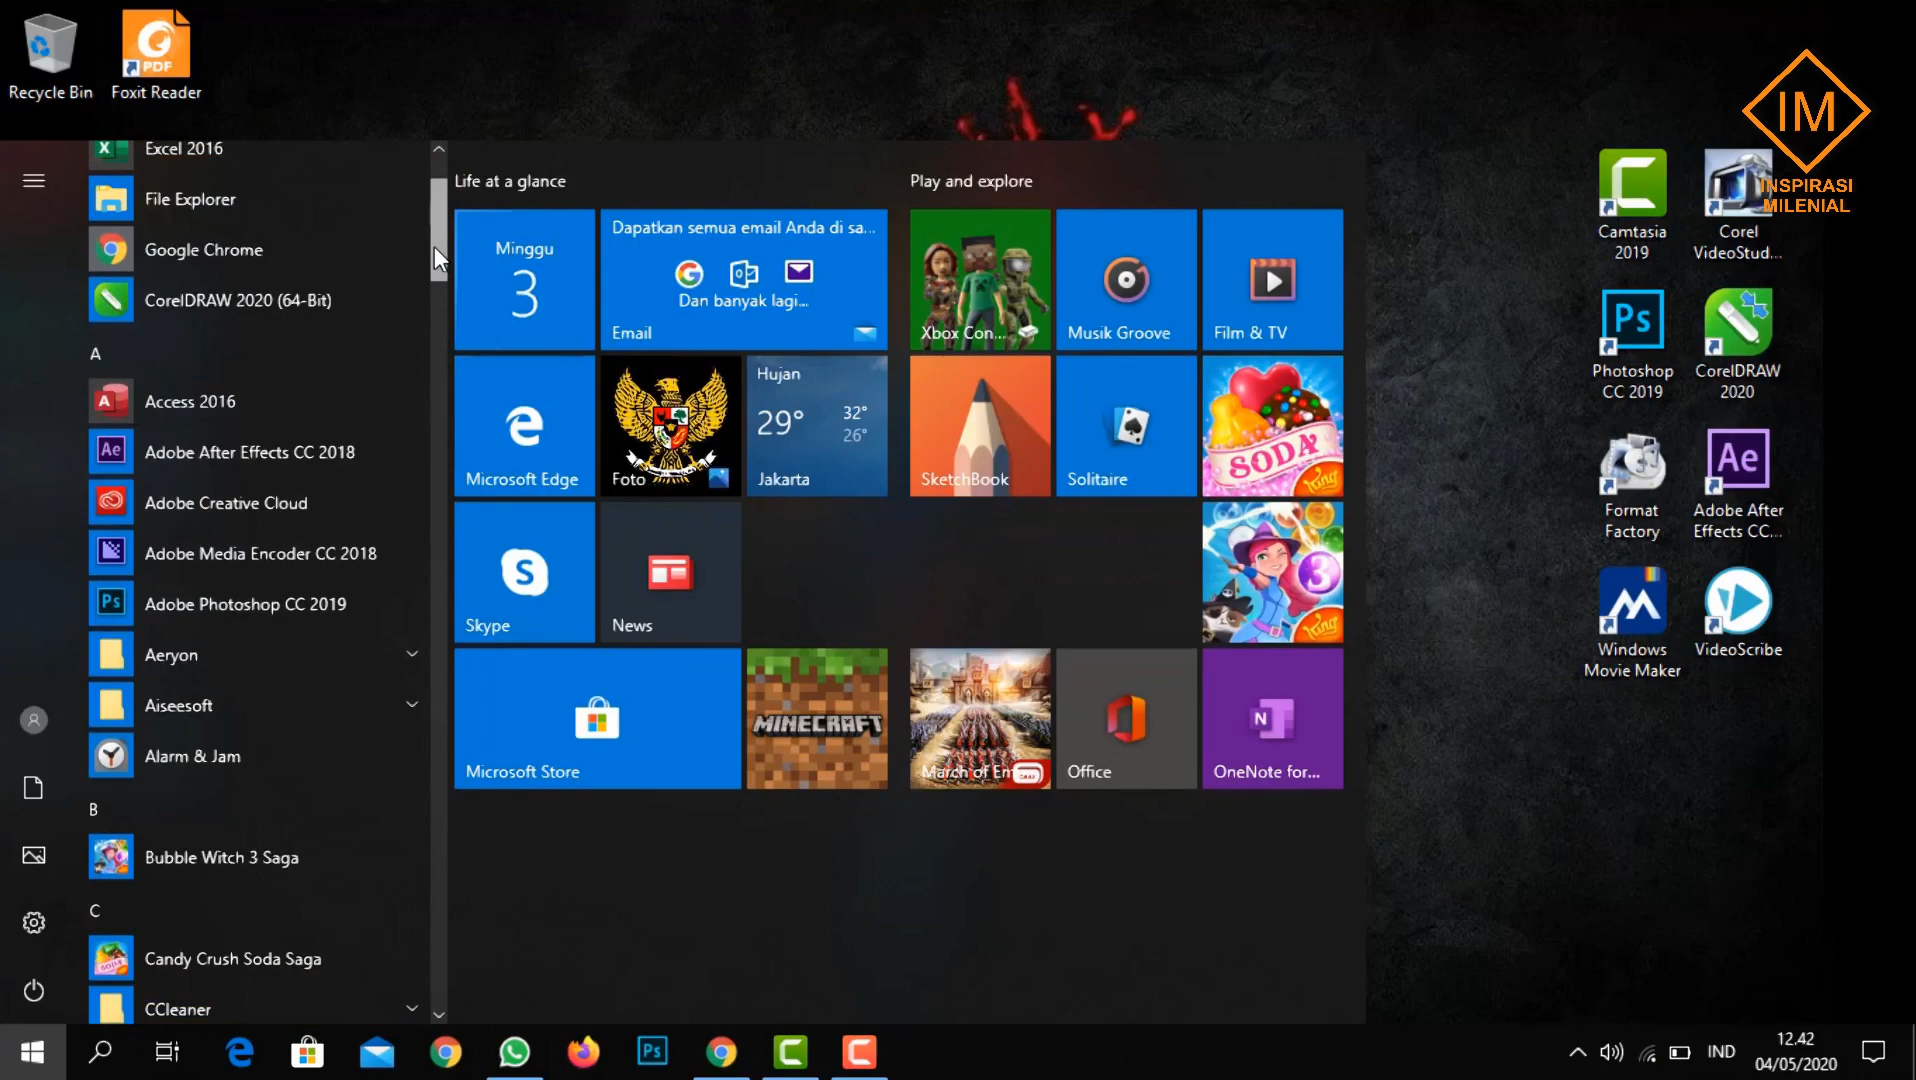 Recycle Bin
Foxit Reader
PDF
IM
INSPIRASI
MILENIAL
Excel 2016
File Explorer
Google Chrome
CorelDRAW 2020 (64-Bit)
A
Access 2016
Adobe After Effects CC 2018
Adobe Creative Cloud
Adobe Media Encoder CC 2018
Adobe Photoshop CC 2019
Aeryon
Aiseesoft
Alarm & Jam
B
Bubble Witch 3 Saga
C
Candy Crush Soda Saga
CCleaner
Life at a glance
Minggu
3
Dapatkan semua email Anda di sa...
Dan banyak lagi...
Email
Microsoft Edge
Foto
Hujan
29°
32°
26°
Jakarta
Skype
News
Microsoft Store
MINECRAFT
Play and explore
Xbox Con...
Musik Groove
Film & TV
SketchBook
Solitaire
SODA
King
3
King
March of Em
Office
N
OneNote for...
Camtasia
2019
Corel
VideoStud...
Ps
Photoshop
CC 2019
CorelDRAW
2020
Format
Factory
Ae
Adobe After
Effects CC...
Windows
Movie Maker
VideoScribe
Ps
IND
12.42
04/05/2020